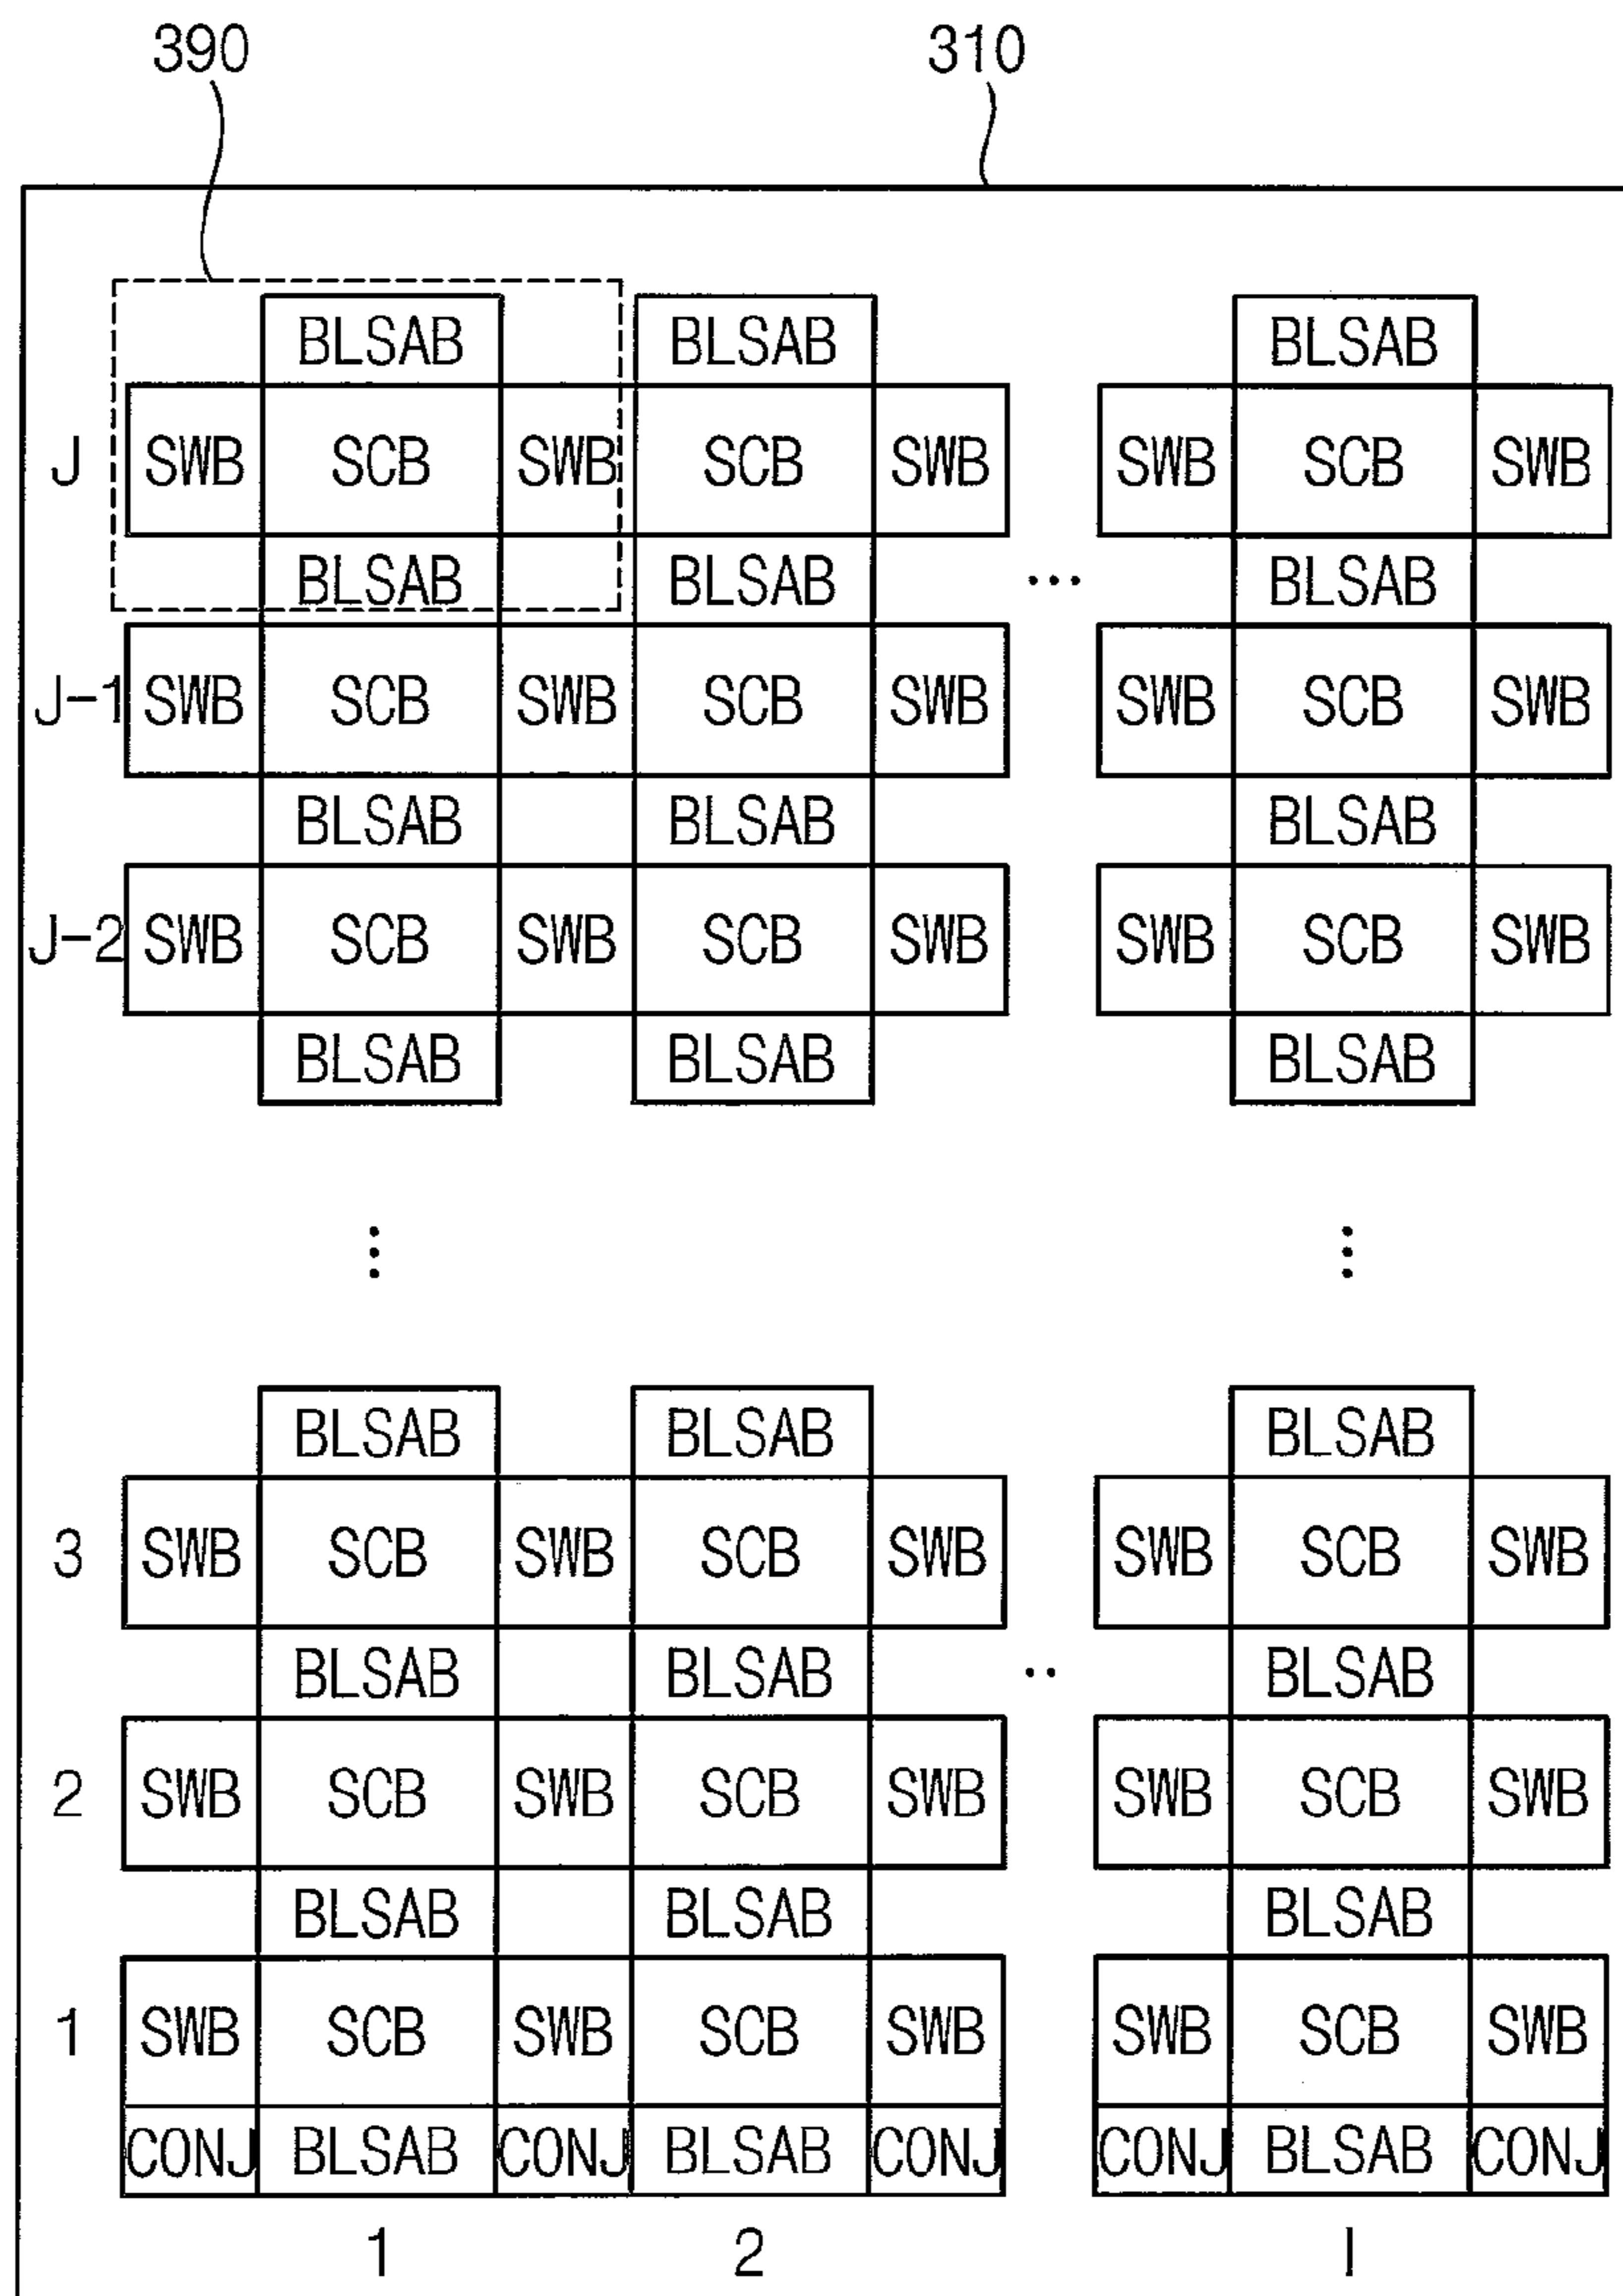 390 310
BLSAB BLSAB BLSAB
J SWB SCB SWB SCB SWB SWB SCB SWB
BLSAB BLSAB ... BLSAB
J-1 SWB SCB SWB SCB SWB SWB SCB SWB
BLSAB BLSAB BLSAB
J-2 SWB SCB SWB SCB SWB SWB SCB SWB
BLSAB BLSAB BLSAB
BLSAB BLSAB BLSAB
3 SWB SCB SWB SCB SWB SWB SCB SWB
BLSAB BLSAB .. BLSAB
2 SWB SCB SWB SCB SWB SWB SCB SWB
BLSAB BLSAB BLSAB
1 SWB SCB SWB SCB SWB SWB SCB SWB
CONJ BLSAB CONJ BLSAB CONJ CONJ BLSAB CONJ
1 2 I